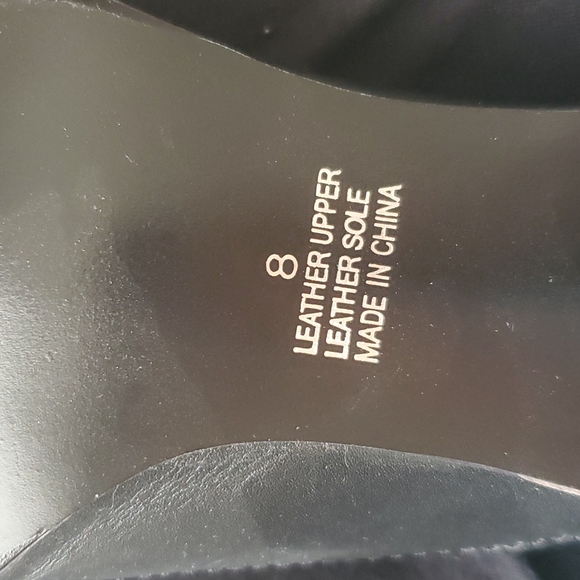 8
LEATHER UPPER
LEATHER SOLE
MADE IN CHINA